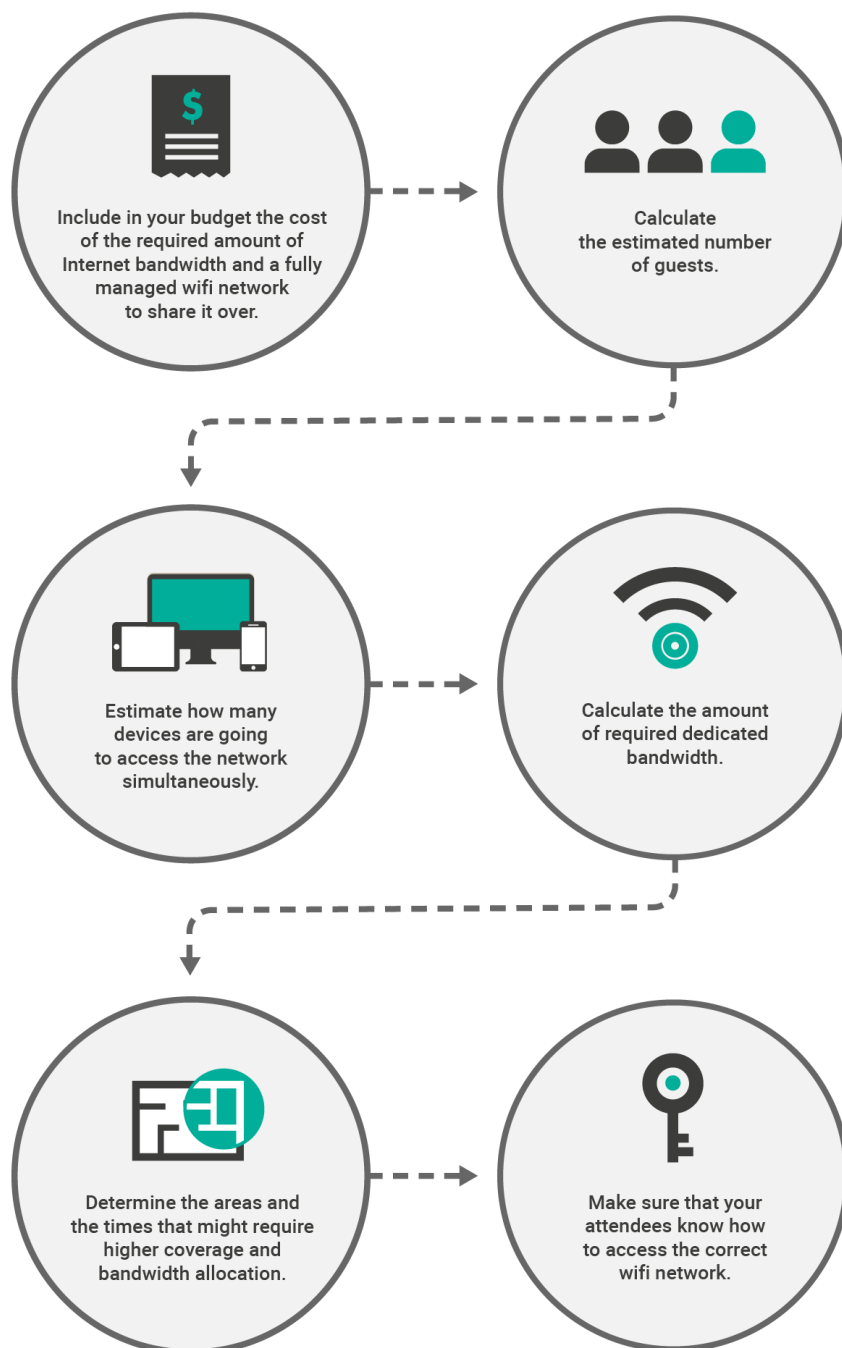 $
Include in your budget the cost
of the required amount of
Internet bandwidth and a fully
managed wifi network
to share it over.
Calculate
the estimated number
of guests.
Estimate how many
devices are going
to access the network
simultaneously.
Calculate the amount
of required dedicated
bandwidth.
Determine the areas and
the times that might require
higher coverage and
bandwidth allocation.
Make sure that your
attendees know how
to access the correct
wifi network.